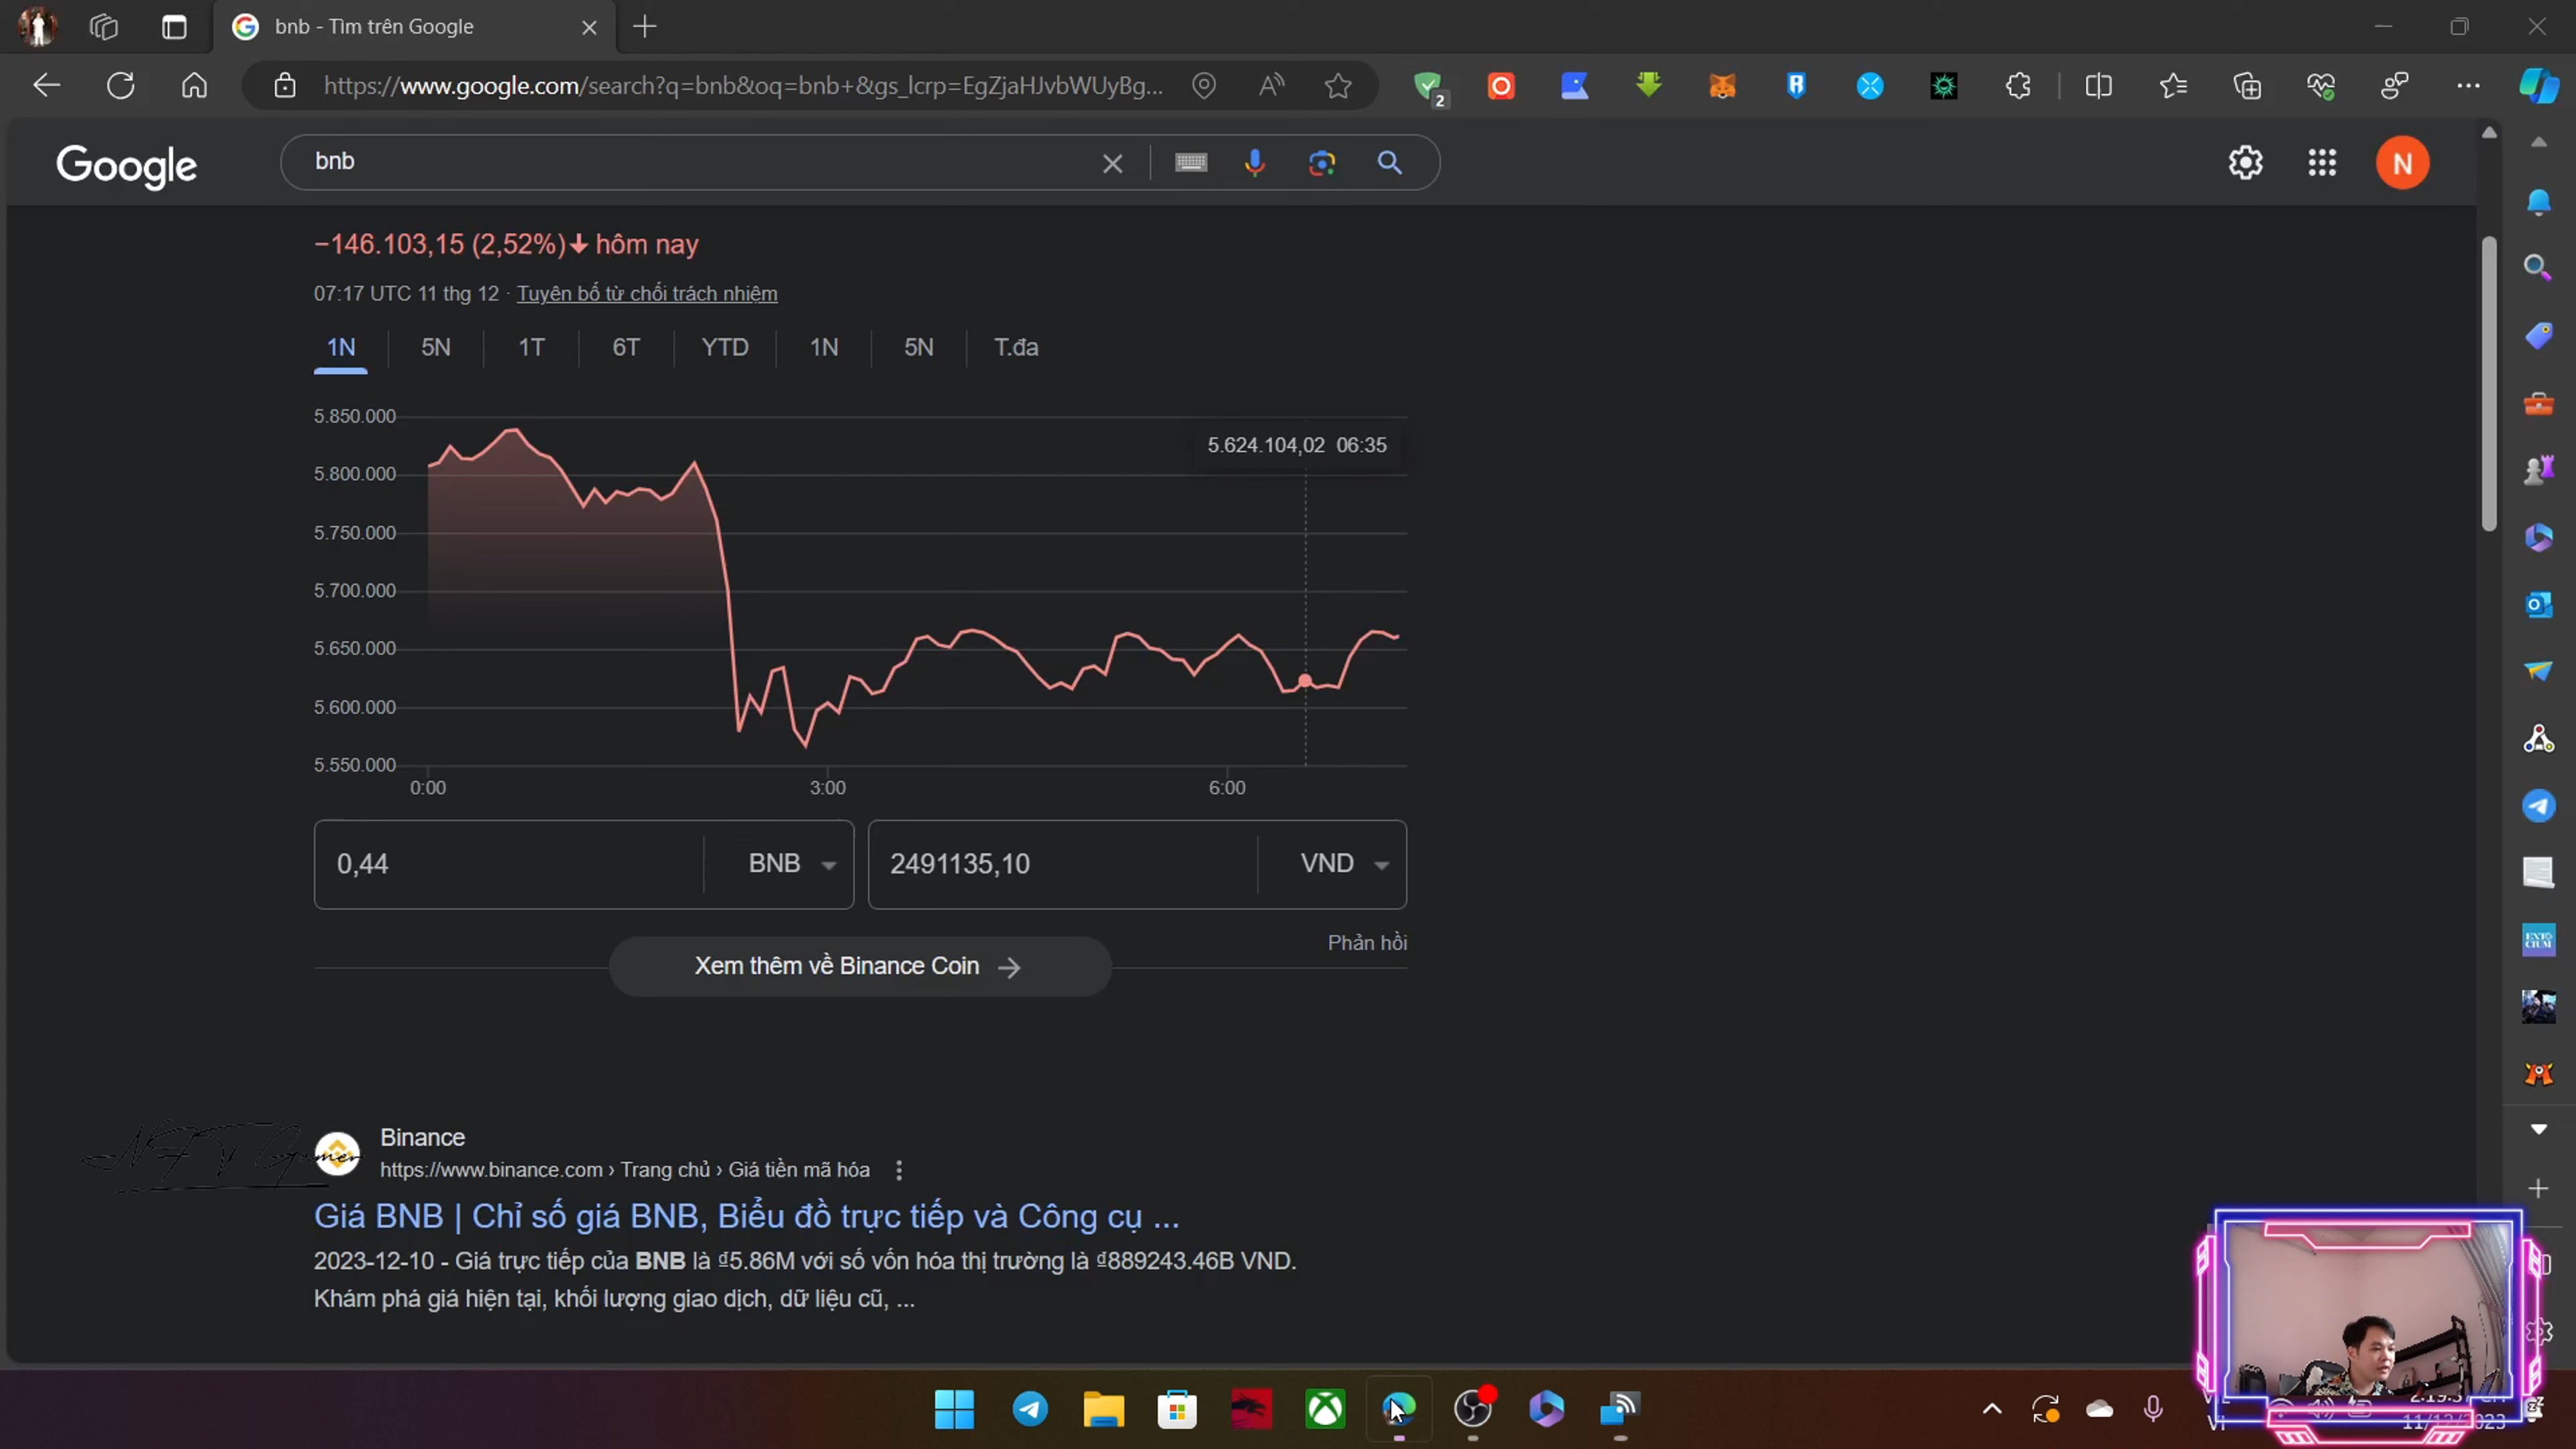 bnb - Tìm trên Google
https://www.google.com/search?q=bnb&oq=bnb+&gs_lcrp=EgZjaHJvbWUyBg...
2
Google
bnb
N
−146.103,15 (2,52%) hôm nay
07:17 UTC 11 thg 12 · Tuyên bố từ chối trách nhiệm
1N 5N 1T 6T YTD 1N 5N T.đa
5.850.000
5.624.104,02 06:35
5.800.000
5.750.000
5.700.000
5.650.000
5.600.000
5.550.000
0:00 3:00 6:00
0,44 BNB 2491135,10 VND
Phản hồi
Xem thêm về Binance Coin
NFT Gamer
Binance
https://www.binance.com › Trang chủ › Giá tiền mã hóa
Giá BNB | Chỉ số giá BNB, Biểu đồ trực tiếp và Công cụ ...
2023-12-10 - Giá trực tiếp của BNB là ₫5.86M với số vốn hóa thị trường là ₫889243.46B VND.
Khám phá giá hiện tại, khối lượng giao dịch, dữ liệu cũ, ...
11/12/2023